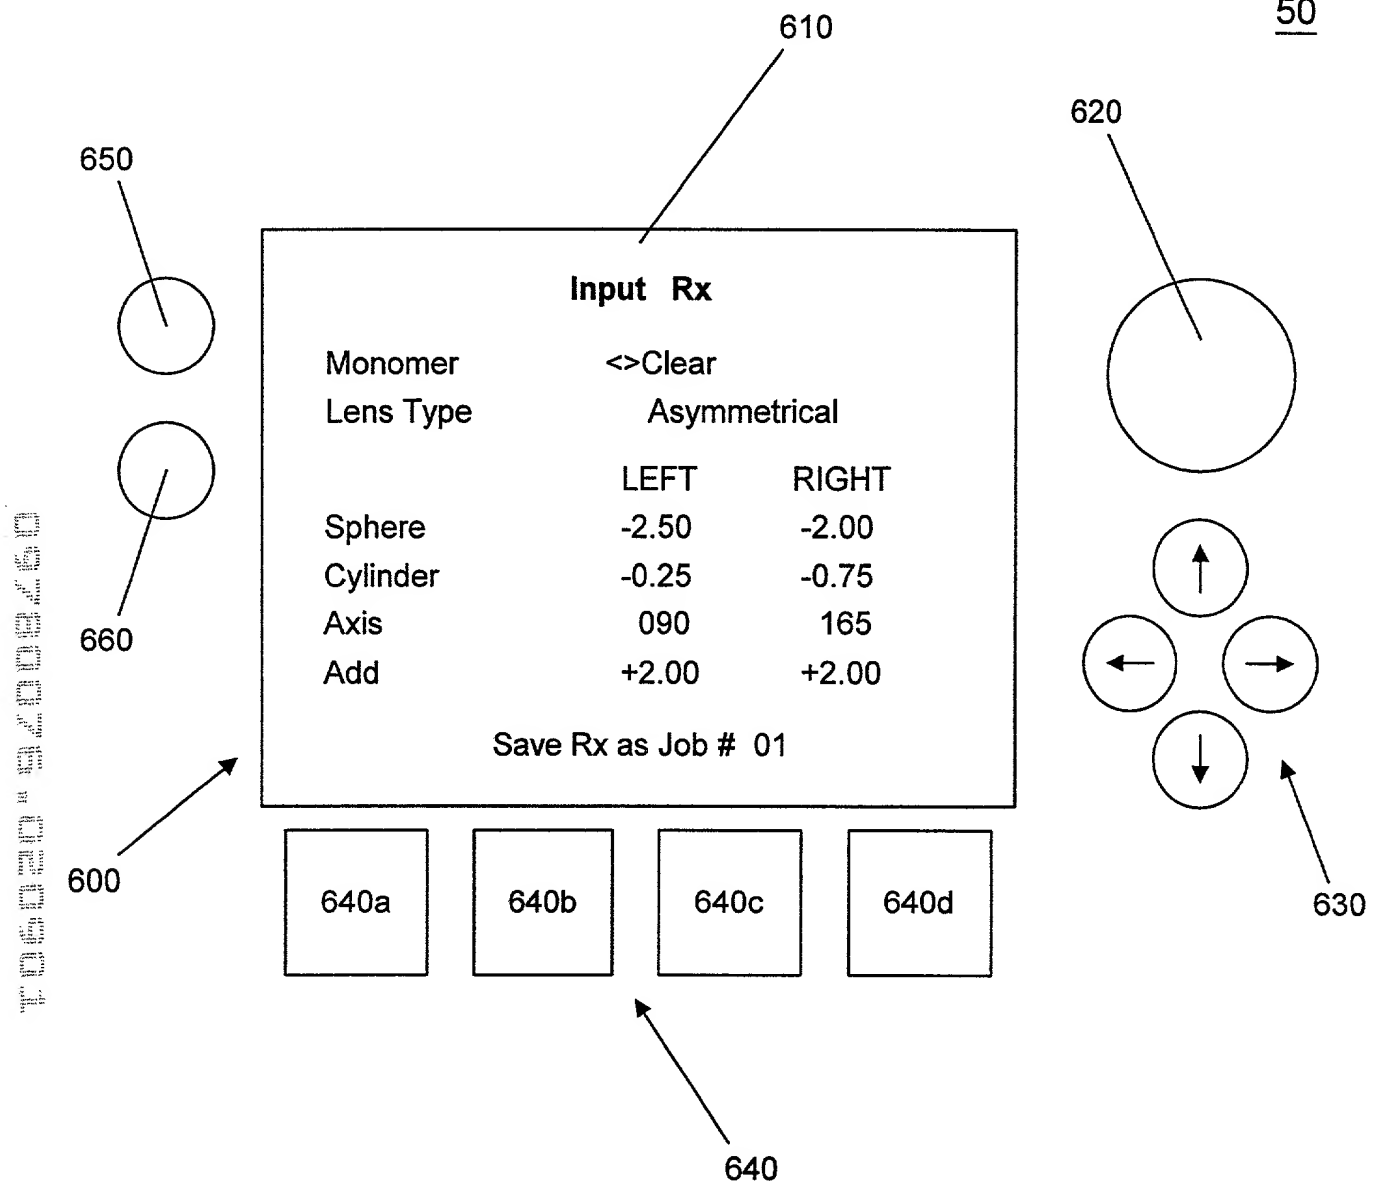 50
610
620
650
Input Rx
Monomer <>Clear
Lens Type Asymmetrical
LEFT RIGHT
Sphere -2.50 -2.00
Cylinder -0.25 -0.75
Axis 090 165
Add +2.00 +2.00
Save Rx as Job # 01
660
600
640a 640b 640c 640d
630
640
09780076.020901